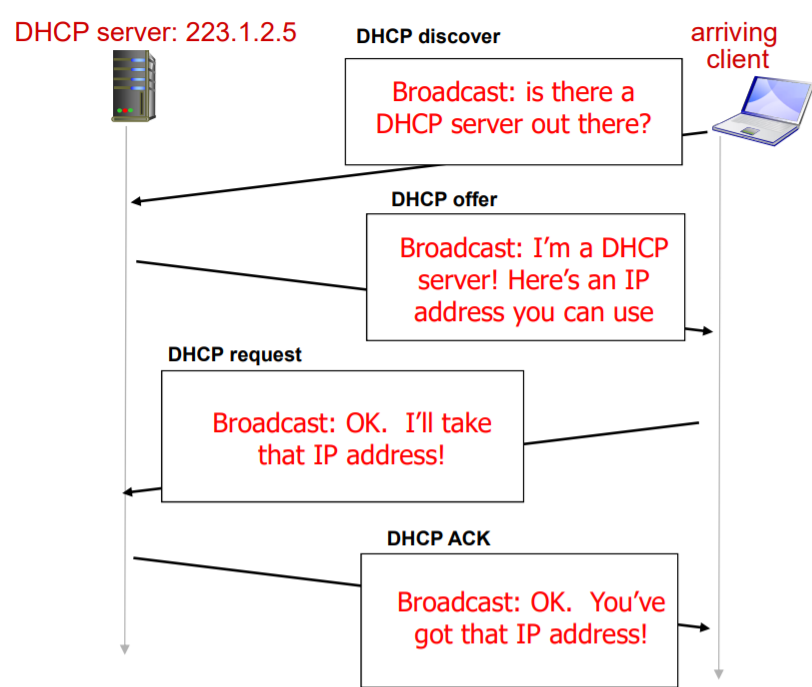 DHCP server: 223.1.2.5
DHCP discover
arriving
client
Broadcast: is there a
DHCP server out there?
DHCP offer
Broadcast: I’m a DHCP
server! Here’s an IP
address you can use
DHCP request
Broadcast: OK.  I’ll take
that IP address!
DHCP ACK
Broadcast: OK.  You’ve
got that IP address!